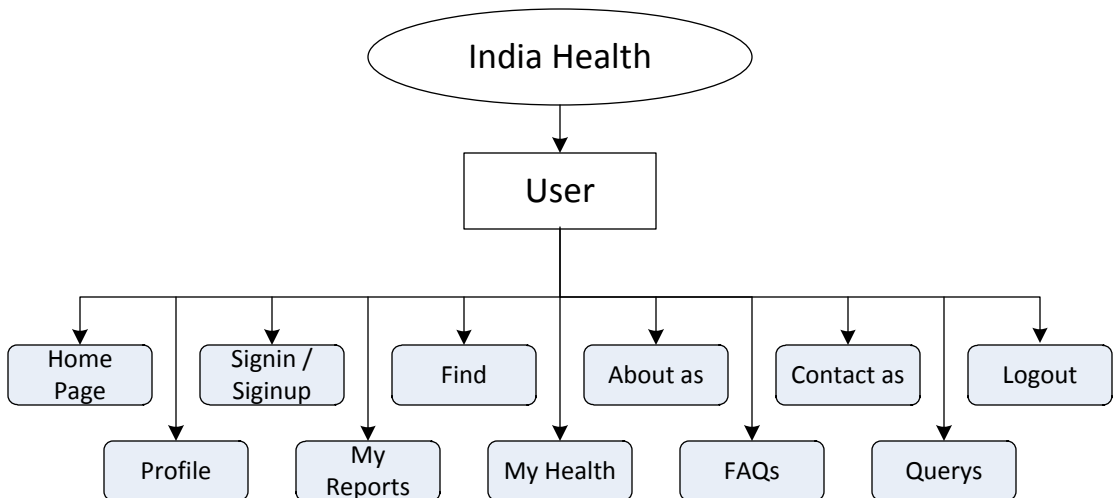 India Health
User
Home
Page
Signin /
Siginup
Find
About as
Contact as
Logout
Profile
My
Reports
My Health
FAQs
Querys